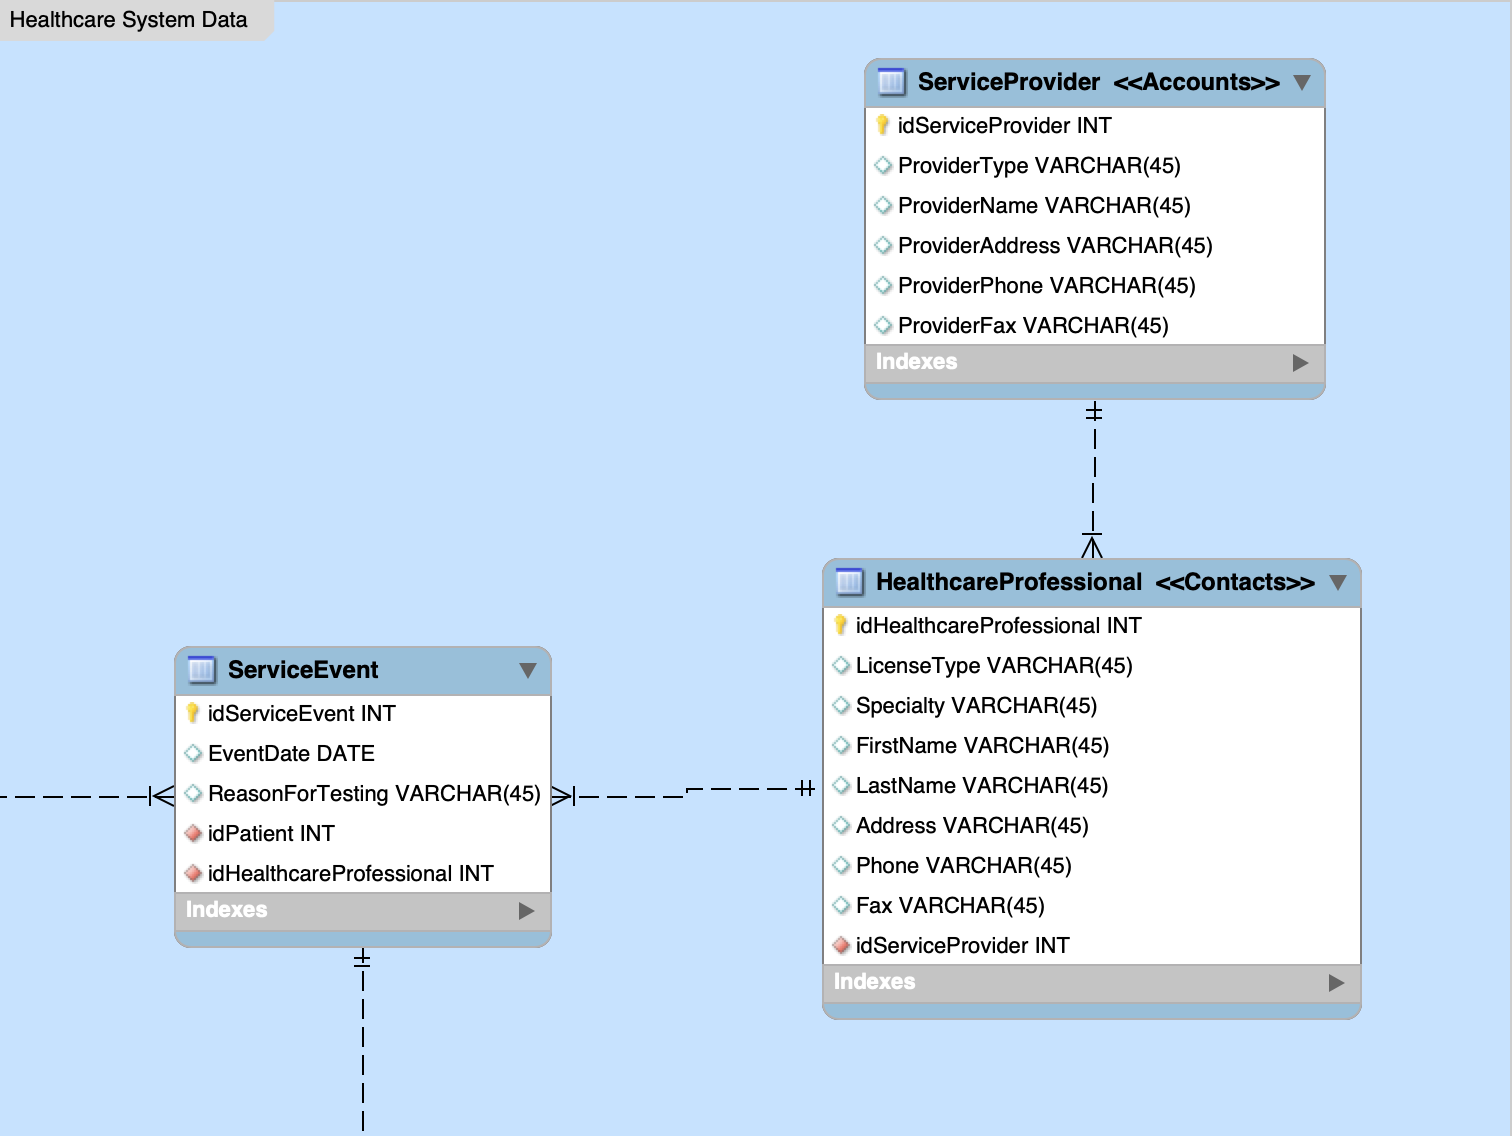 Healthcare System Data
ServiceProvider <<Accounts>>
idServiceProvider INT
ProviderType VARCHAR(45)
ProviderName VARCHAR(45)
ProviderAddress VARCHAR(45)
ProviderPhone VARCHAR(45)
ProviderFax VARCHAR(45)
Indexes
HealthcareProfessional <<Contacts>>
idHealthcareProfessional INT
LicenseType VARCHAR(45)
Specialty VARCHAR(45)
FirstName VARCHAR(45)
LastName VARCHAR(45)
Address VARCHAR(45)
Phone VARCHAR(45)
Fax VARCHAR(45)
idServiceProvider INT
Indexes
ServiceEvent
idServiceEvent INT
EventDate DATE
ReasonForTesting VARCHAR(45)
idPatient INT
idHealthcareProfessional INT
Indexes